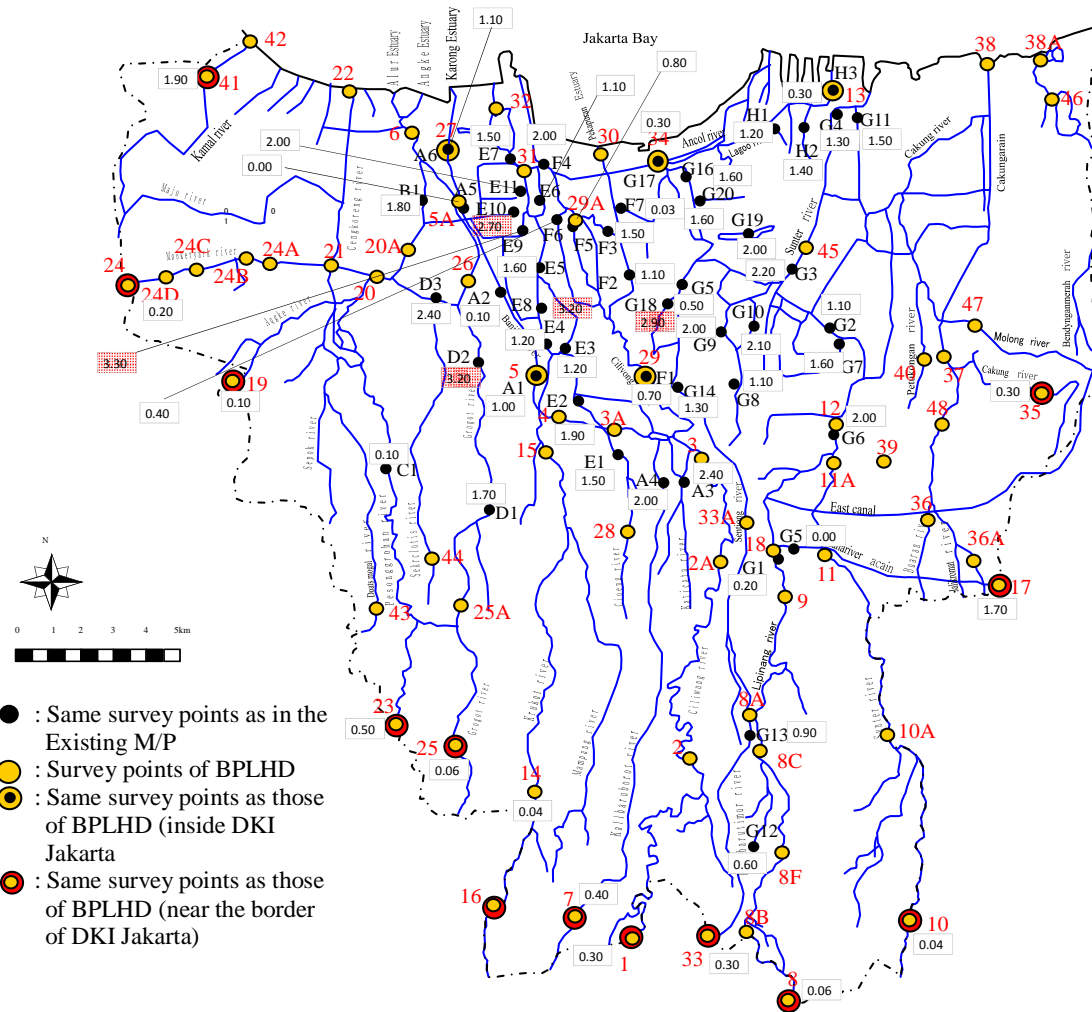 1.10
Jakarta Bay
42
38
38A
Alur Estuary
Angke Estuary
Karong Estuary
Estuary
1.10
0.80
1.90
41
22
32
0.30
H3
13
46
27
6
A6
1.50
2.00
30
0.30
34
Ancol river
H1
1.20
G4
G11
Kamal river
2.00
E7
31
F4
Lagoo
H2
1.30
1.50
Cakung river
Cakungarain
0.00
G17
G16
1.60
1.40
B1
1.80
A5
5A
E11
E10
E6
29A
F7
0.03
G20
1.60
Maja river
Cengkoreng river
2.70
E9
F6
F5
F3
1.50
G19
2.00
Sunter river
45
24C
24A
24B
21
20A
24
24D
0.20
20
26
1.60
E5
F2
1.10
2.20
G3
Bendynganmeruh river
D3
A2
0.10
2.40
E8
3.20
G18
G5
0.50
Angke river
2.90
2.00
G9
G10
2.10
1.10
G2
47
Molong river
3.30
E4
1.20
E3
1.60
G7
D2
3.20
5
A1
1.20
Ciliwong
29
F1
0.70
G14
1.10
G8
46
37
Cakung river
0.30
35
19
0.10
0.40
Grogol river
1.00
E2
1.30
4
1.90
3A
12
2.00
G6
48
Sepak river
15
3
39
0.10
C1
E1
1.50
A4
2.00
A3
2.40
11A
1.70
D1
East canal
33A
36
28
0.00
G5
36A
18
G1
11
2A
0.20
17
1.70
44
9
43
25A
N
0 1 2 3 4 5km
Lipinang river
Grogol river
Krukut river
Mampang river
Ciliwang river
8A
23
0.50
G13
0.90
10A
25
0.06
2
8C
● : Same survey points as in the
Existing M/P
: Survey points of BPLHD
: Same survey points as those
of BPLHD (inside DKI
Jakarta
: Same survey points as those
of BPLHD (near the border
of DKI Jakarta)
14
0.04
G12
0.60
8F
16
7
0.40
8B
10
0.04
0.30
1
33
0.30
8
0.06